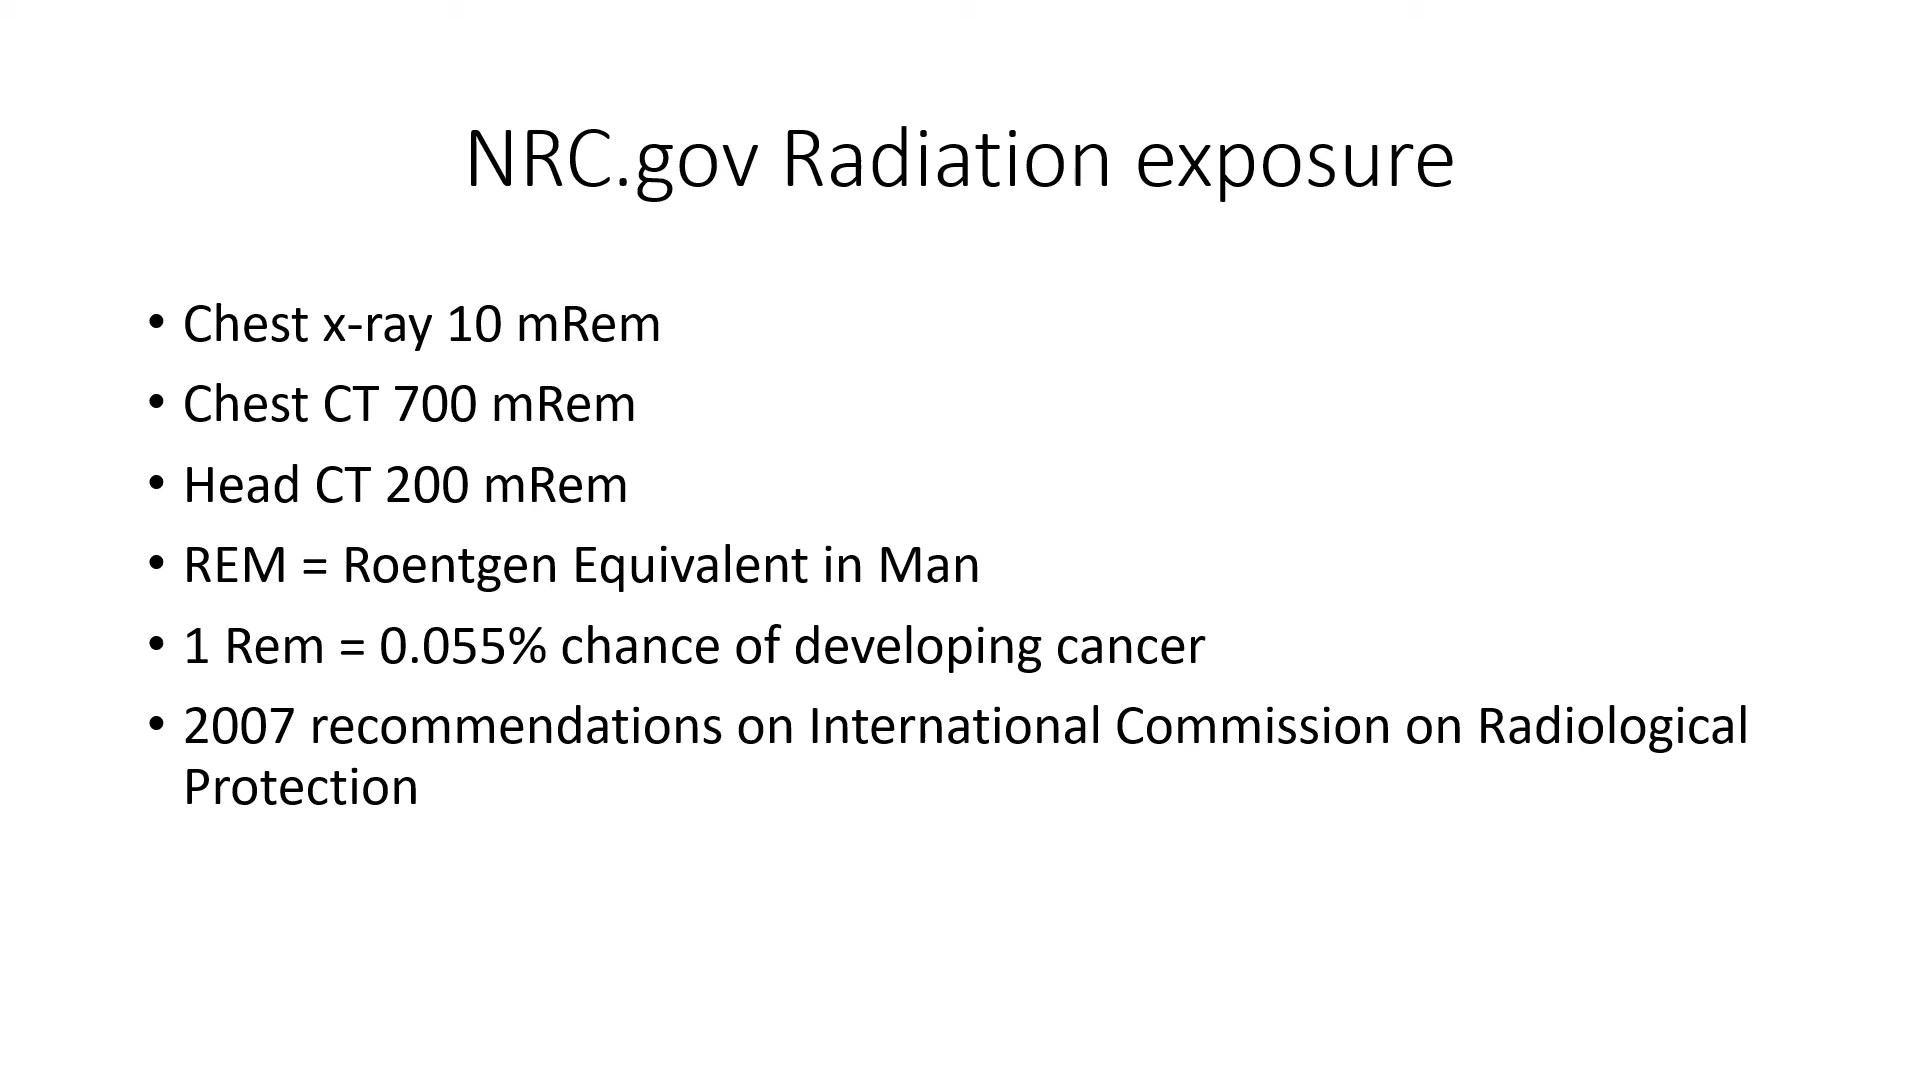 NRC.gov Radiation exposure
• Chest x-ray 10 mRem
• Chest CT 700 mRem
• Head CT 200 mRem
• REM = Roentgen Equivalent in Man
• 1 Rem = 0.055% chance of developing cancer
• 2007 recommendations on International Commission on Radiological
Protection